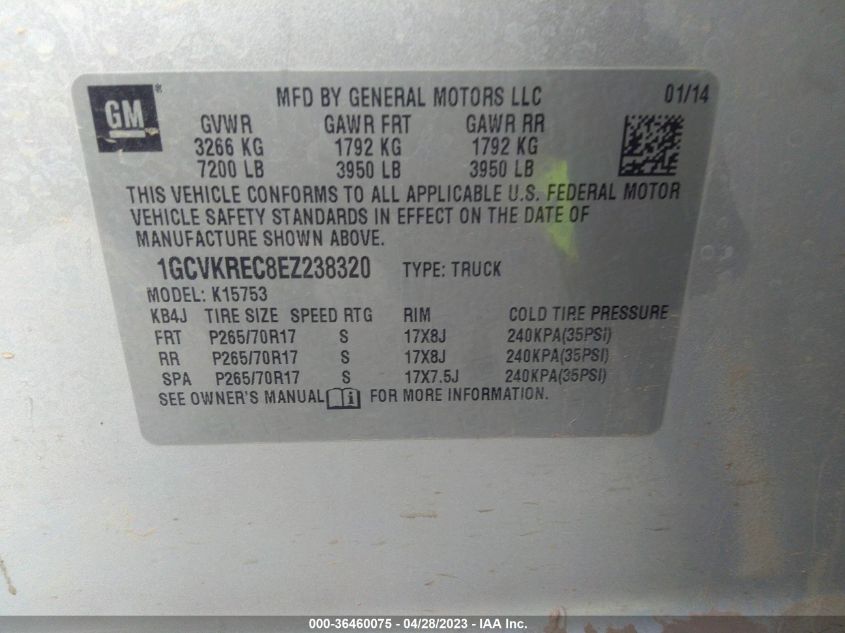 GM®
MFD BY GENERAL MOTORS LLC 01/14
GVWR GAWR FRT GAWR RR
3266 KG 1792 KG 1792 KG
7200 LB 3950 LB 3950 LB
THIS VEHICLE CONFORMS TO ALL APPLICABLE U.S. FEDERAL MOTOR
VEHICLE SAFETY STANDARDS IN EFFECT ON THE DATE OF
MANUFACTURE SHOWN ABOVE.
1GCVKREC8EZ238320 TYPE: TRUCK
MODEL: K15753
KB4J TIRE SIZE SPEED RTG RIM COLD TIRE PRESSURE
FRT P265/70R17 S 17X8J 240KPA(35PSI)
RR P265/70R17 S 17X8J 240KPA(35PSI)
SPA P265/70R17 S 17X7.5J 240KPA(35PSI)
SEE OWNER'S MANUAL i FOR MORE INFORMATION.
000-36460075 - 04/28/2023 - IAA Inc.